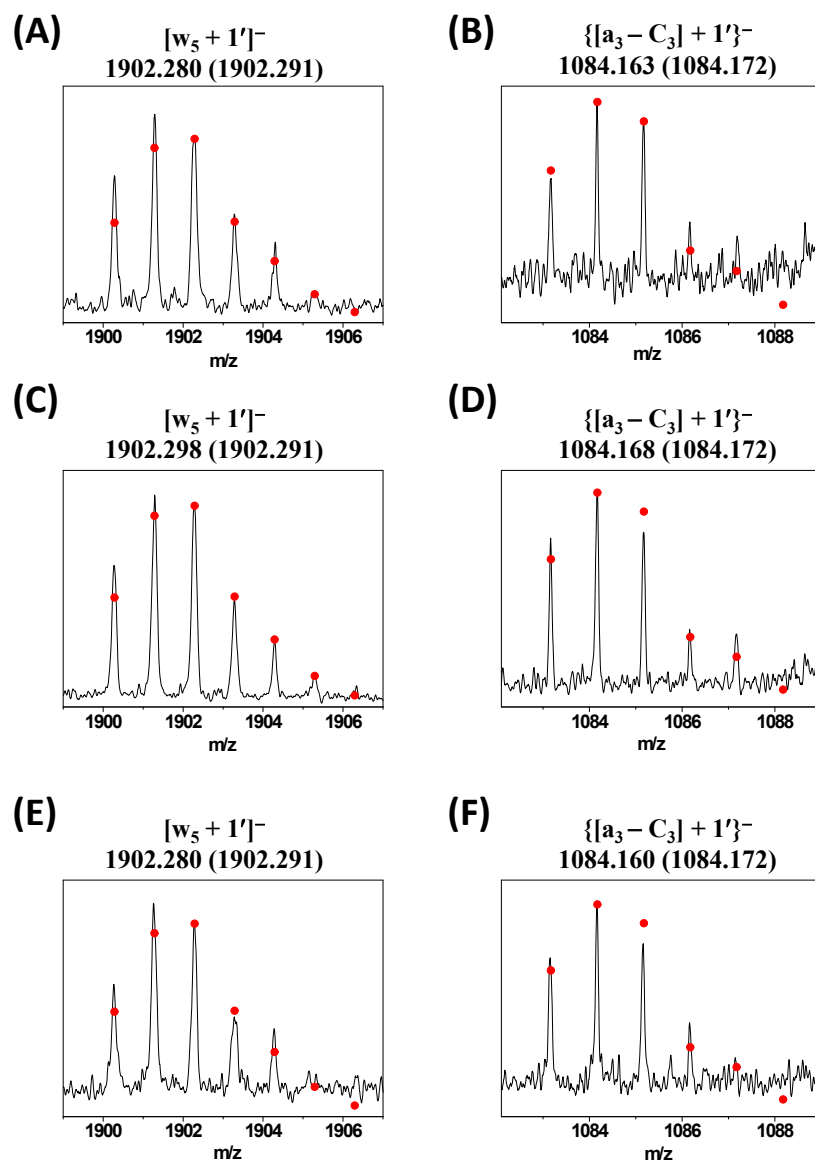 (A)
[w₅ + 1′]⁻
1902.280 (1902.291)
1900 1902 1904 1906
m/z
(B)
{[a₃ – C₃] + 1′}⁻
1084.163 (1084.172)
1084 1086 1088
m/z
(C)
[w₅ + 1′]⁻
1902.298 (1902.291)
1900 1902 1904 1906
m/z
(D)
{[a₃ – C₃] + 1′}⁻
1084.168 (1084.172)
1084 1086 1088
m/z
(E)
[w₅ + 1′]⁻
1902.280 (1902.291)
1900 1902 1904 1906
m/z
(F)
{[a₃ – C₃] + 1′}⁻
1084.160 (1084.172)
1084 1086 1088
m/z